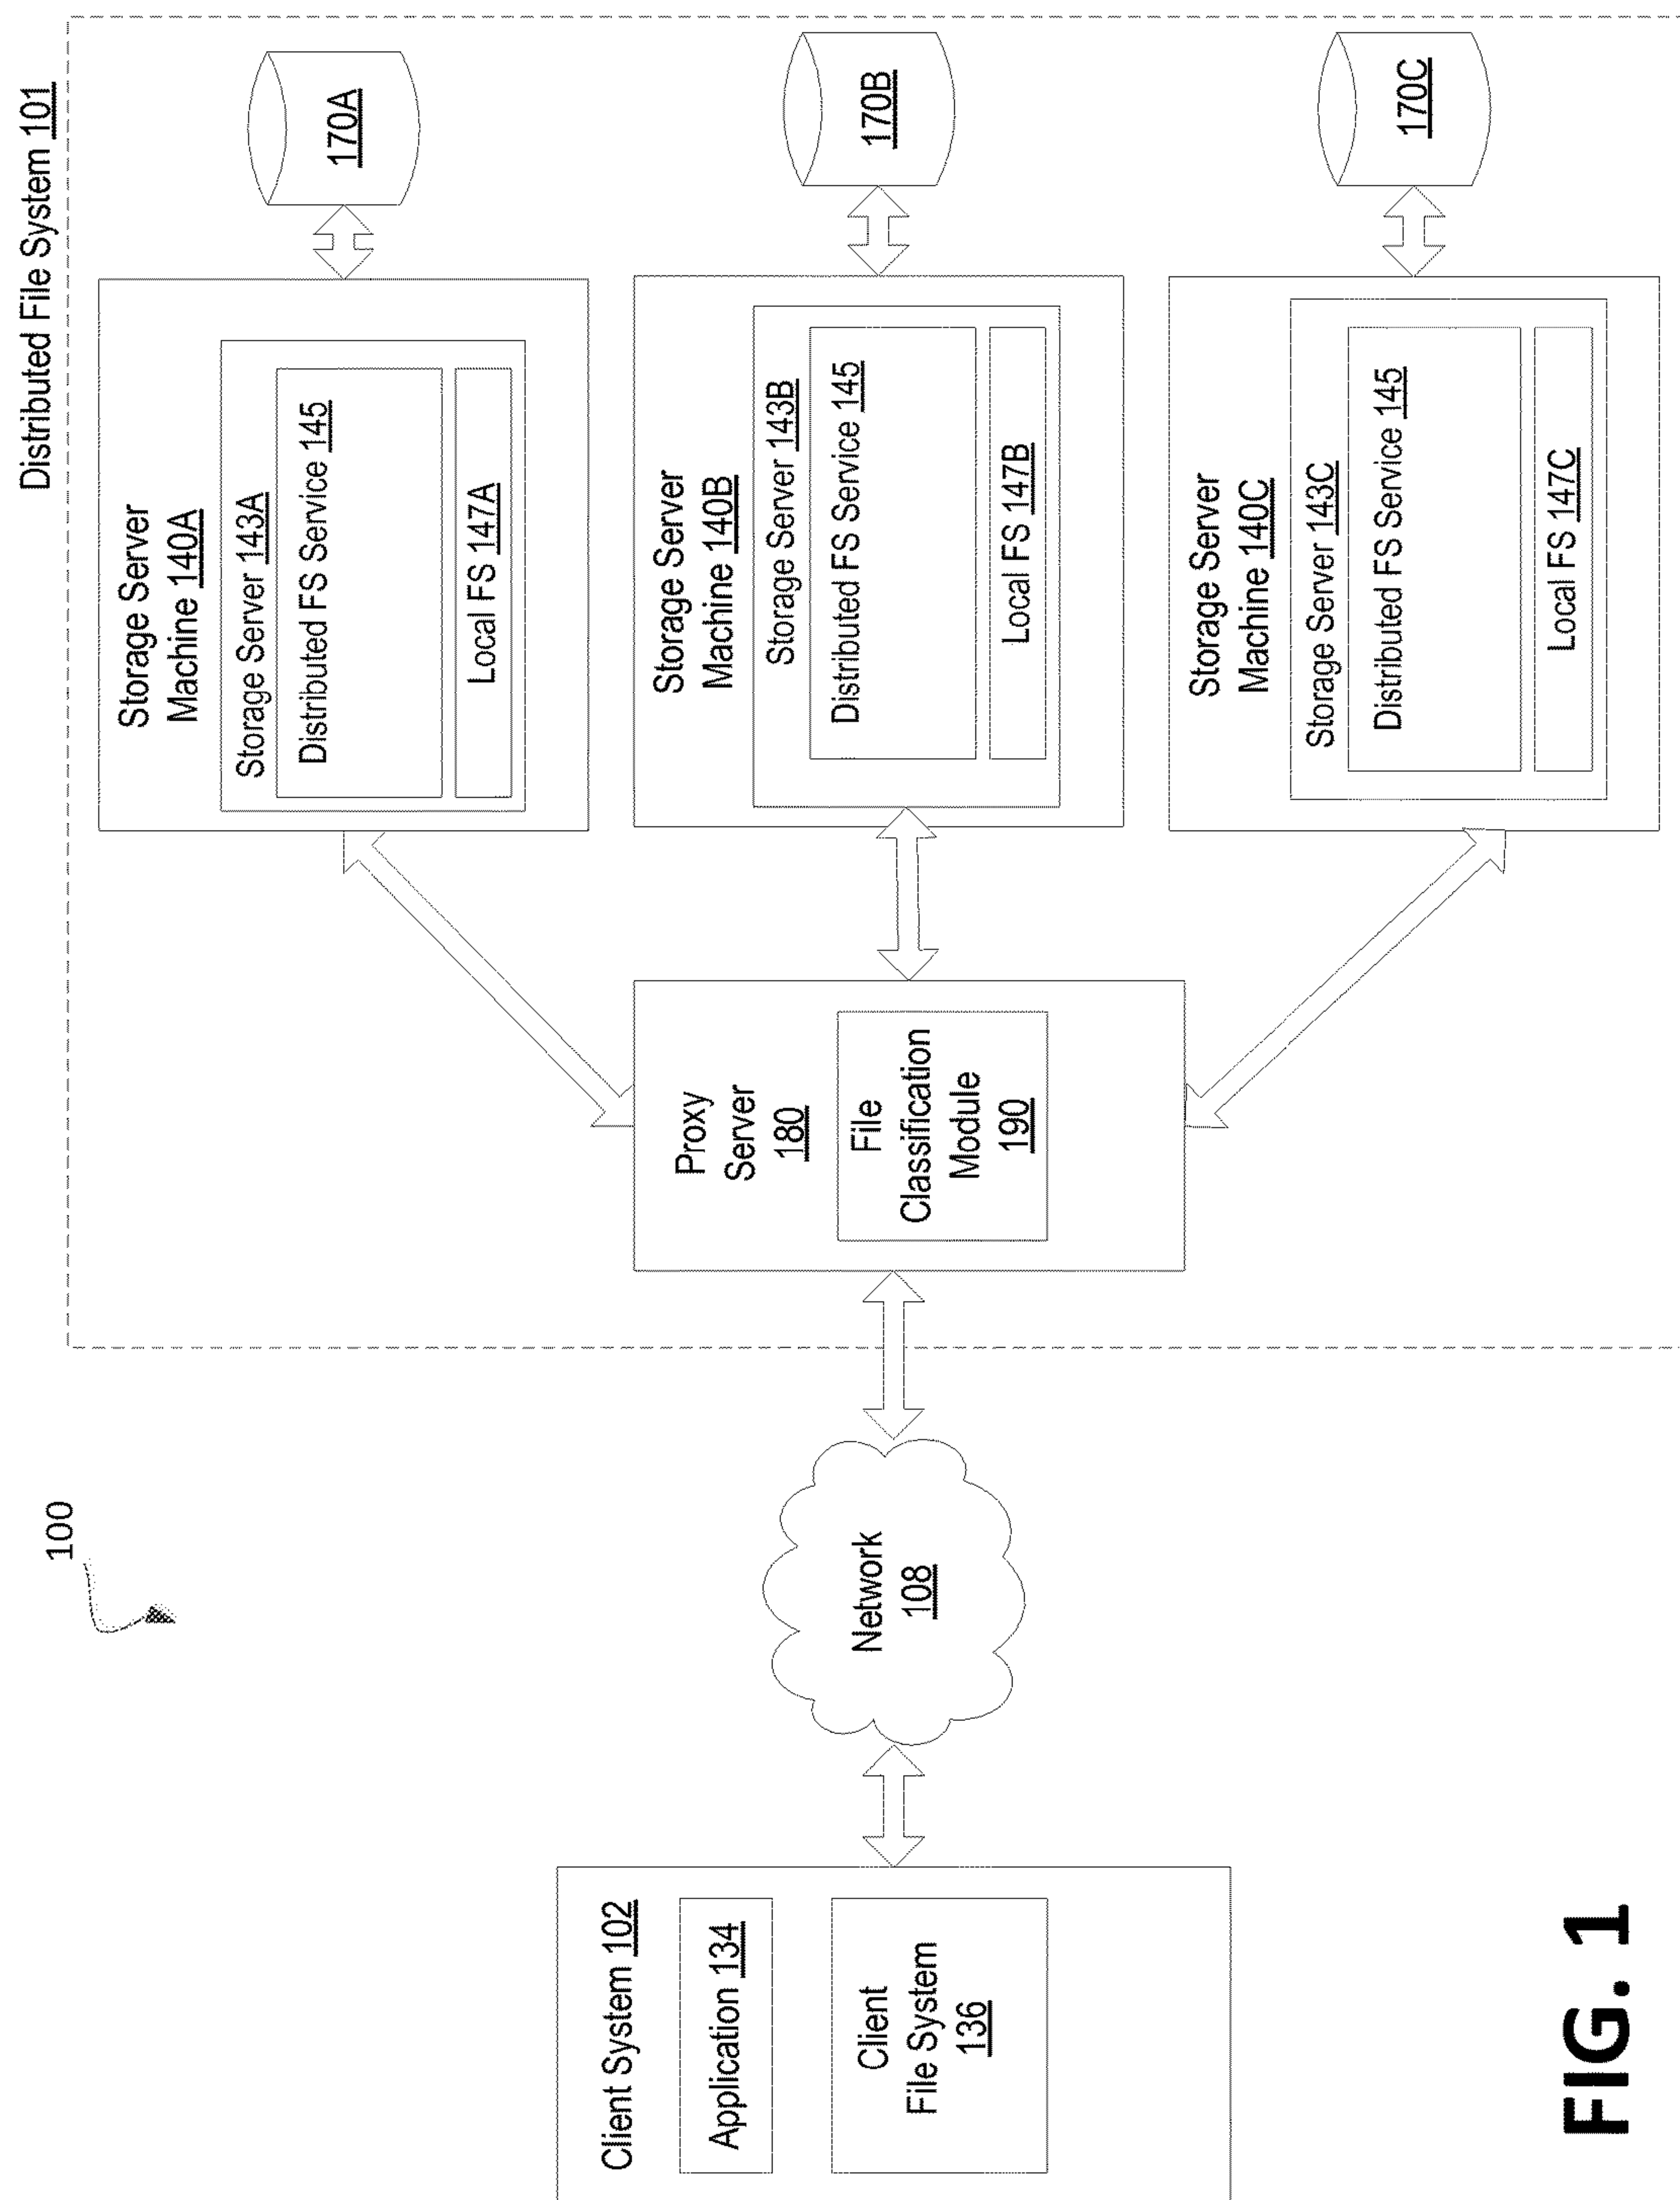 100
Distributed File System 101
Client System 102
Application 134
Client
File System
136
Network
108
Proxy
Server
180
File
Classification
Module
190
Storage Server
Machine 140A
Storage Server 143A
Distributed FS Service 145
Local FS 147A
170A
Storage Server
Machine 140B
Storage Server 143B
Distributed FS Service 145
Local FS 147B
170B
Storage Server
Machine 140C
Storage Server 143C
Distributed FS Service 145
Local FS 147C
170C
FIG. 1